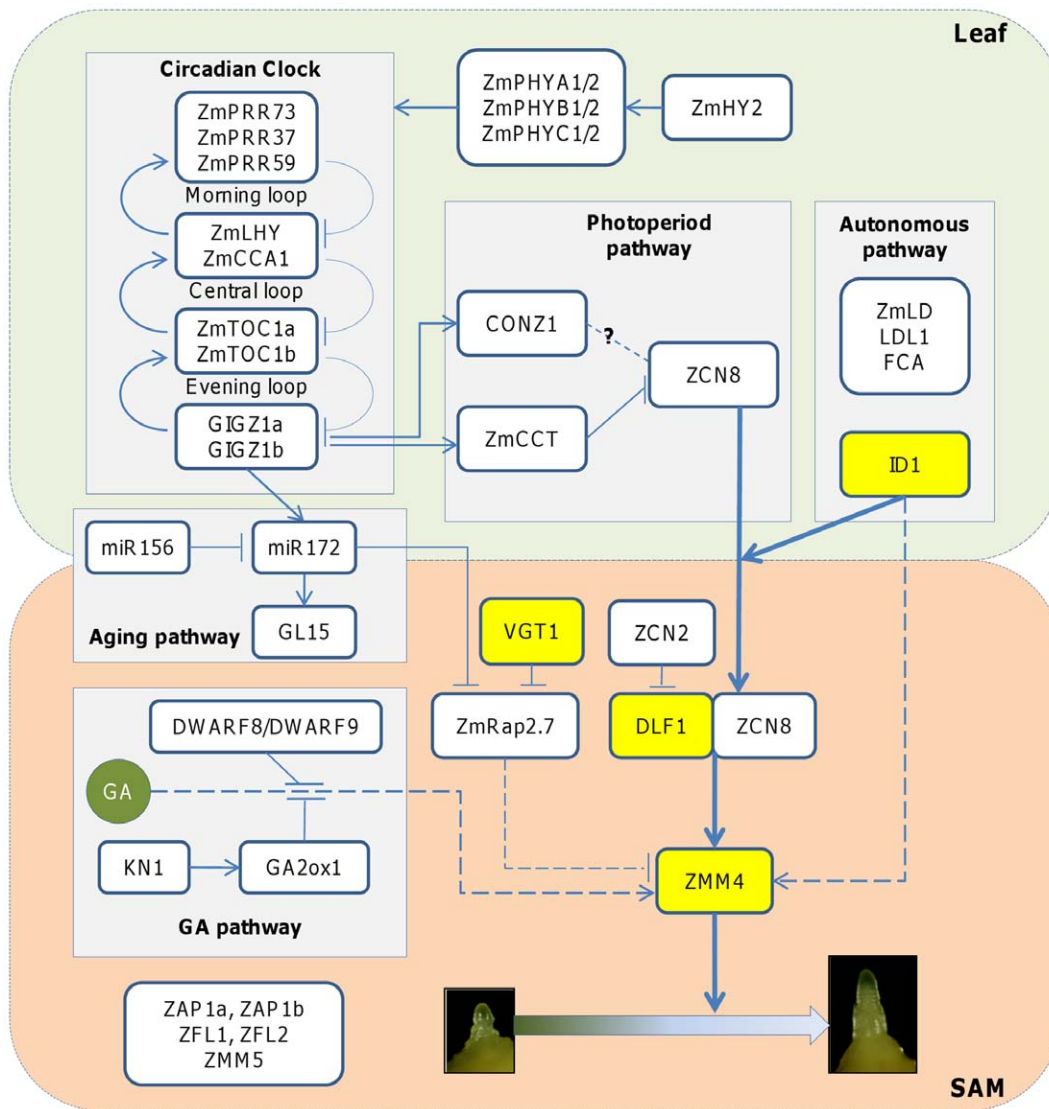 Leaf
Circadian Clock
ZmPRR73
ZmPRR37
ZmPRR59
Morning loop
ZmLHY
ZmCCA1
Central loop
ZmTOC1a
ZmTOC1b
Evening loop
GIGZ1a
GIGZ1b
ZmPHYA1/2
ZmPHYB1/2
ZmPHYC1/2
ZmHY2
Photoperiod
pathway
CONZ1
?
ZCN8
ZmCCT
Autonomous
pathway
ZmLD
LDL1
FCA
ID1
miR156
miR172
GL15
Aging pathway
VGT1
ZCN2
ZmRap2.7
DLF1
ZCN8
DWARF8/DWARF9
GA
KN1
GA2ox1
GA pathway
ZMM4
ZAP1a, ZAP1b
ZFL1, ZFL2
ZMM5
SAM